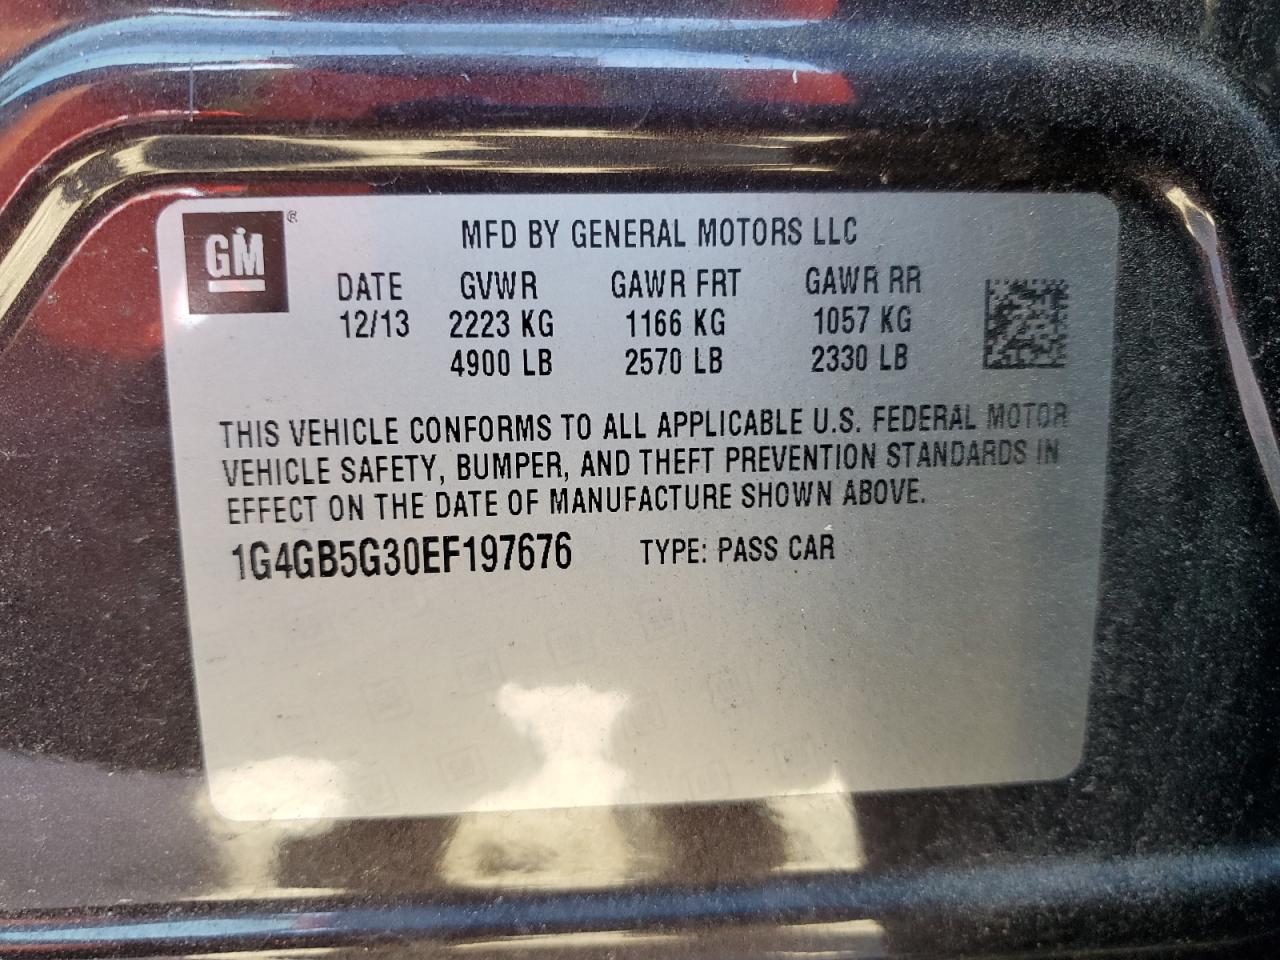 GM ®
MFD BY GENERAL MOTORS LLC
DATE GVWR GAWR FRT GAWR RR
12/13 2223 KG 1166 KG 1057 KG
4900 LB 2570 LB 2330 LB
THIS VEHICLE CONFORMS TO ALL APPLICABLE U.S. FEDERAL MOTOR
VEHICLE SAFETY, BUMPER, AND THEFT PREVENTION STANDARDS IN
EFFECT ON THE DATE OF MANUFACTURE SHOWN ABOVE.
1G4GB5G30EF197676 TYPE: PASS CAR